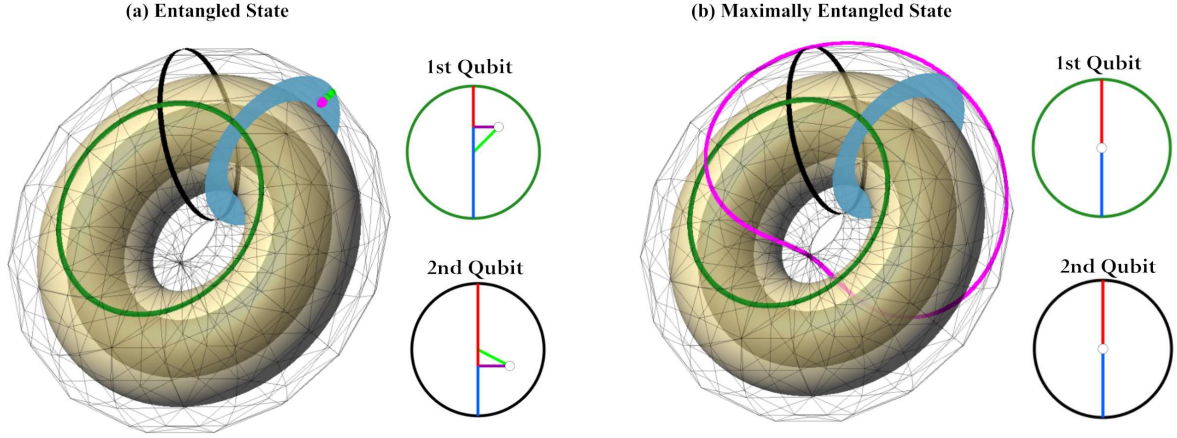 (a) Entangled State
1st Qubit
2nd Qubit
(b) Maximally Entangled State
1st Qubit
2nd Qubit